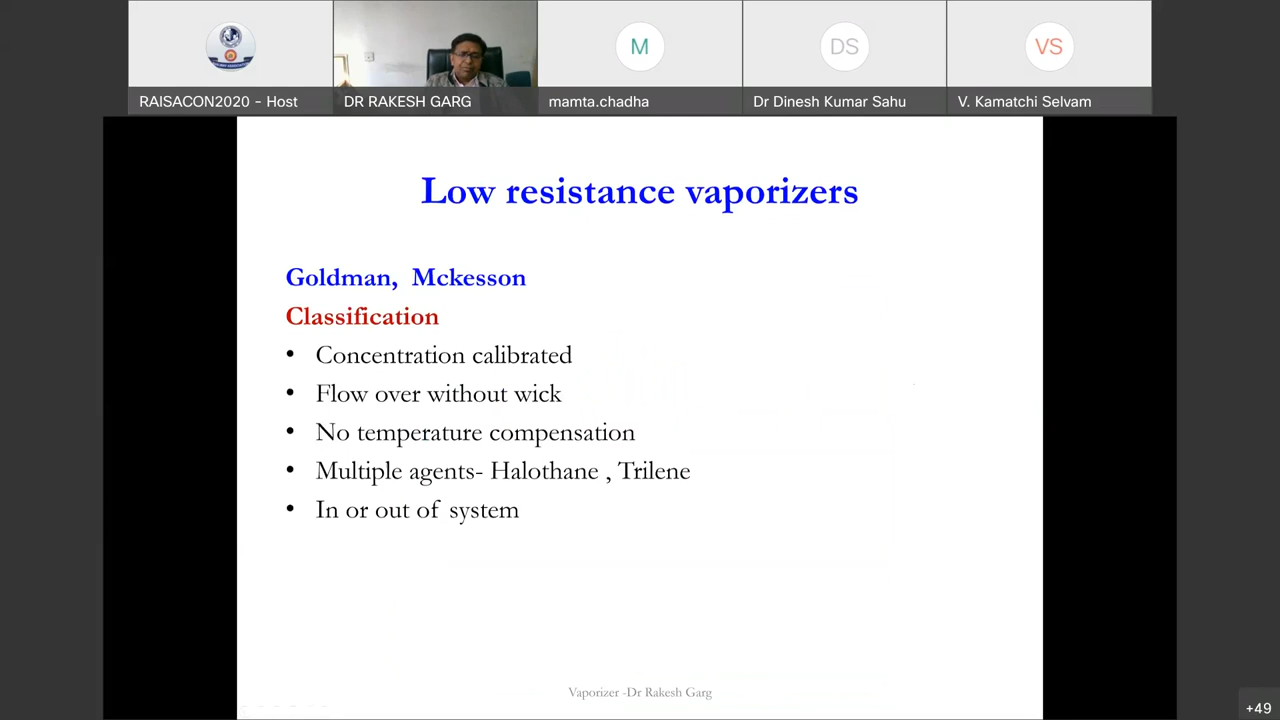 M
DS
VS
RAISACON2020 - Host
DR RAKESH GARG
mamta.chadha
Dr Dinesh Kumar Sahu
V. Kamatchi Selvam
Low resistance vaporizers
Goldman, Mckesson
Classification
• Concentration calibrated
• Flow over without wick
• No temperature compensation
• Multiple agents- Halothane , Trilene
• In or out of system
Vaporizer -Dr Rakesh Garg
+49